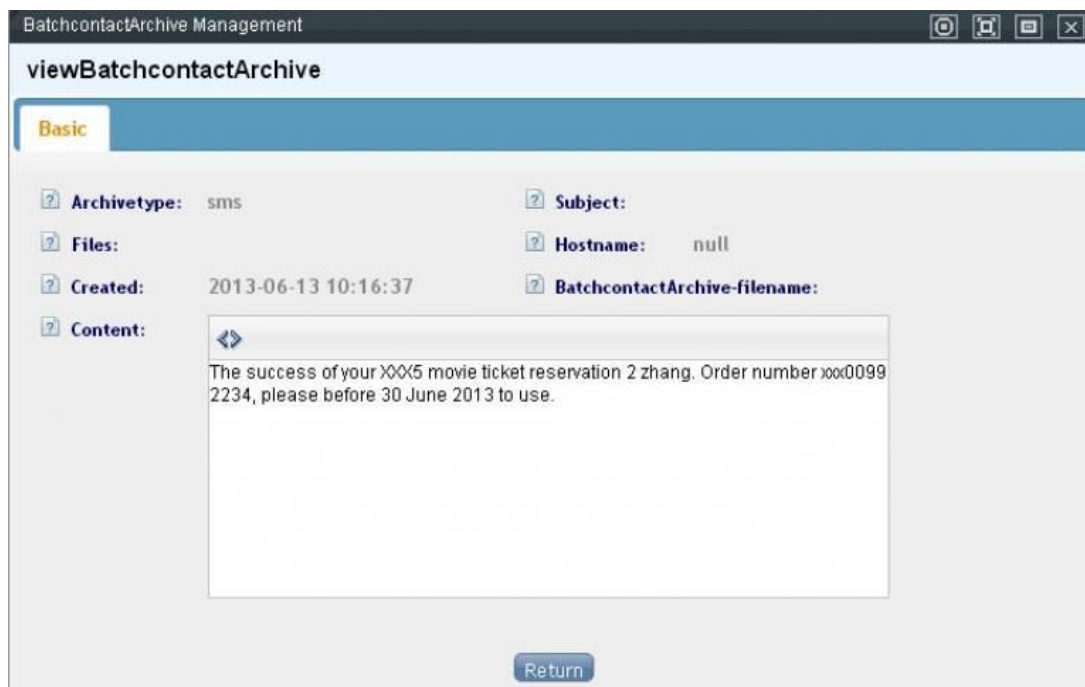 BatchcontactArchive Management
viewBatchcontactArchive
Basic
Archivetype: sms
Subject:
Files:
Hostname: null
Created: 2013-06-13 10:16:37
BatchcontactArchive-filename:
Content:
The success of your XXX5 movie ticket reservation 2 zhang. Order number xxx0099
2234, please before 30 June 2013 to use.
Return